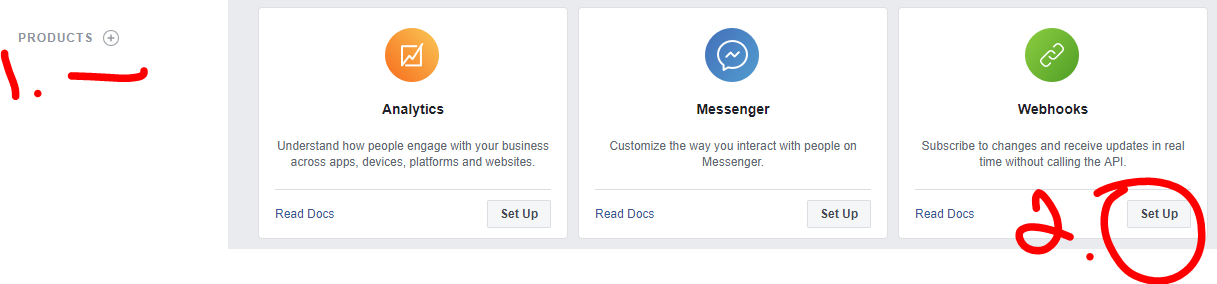 PRODUCTS
1.
Analytics
Understand how people engage with your business
across apps, devices, platforms and websites.
Read Docs
Set Up
Messenger
Customize the way you interact with people on
Messenger.
Read Docs
Set Up
Webhooks
Subscribe to changes and receive updates in real
time without calling the API.
Read Docs
Set Up
2.